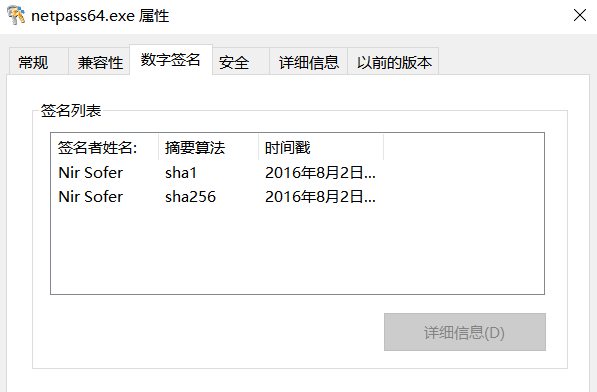 netpass64.exe 属性
常规 兼容性 数字签名 安全 详细信息 以前的版本
签名列表
签名者姓名: 摘要算法 时间戳
Nir Sofer sha1 2016年8月2日...
Nir Sofer sha256 2016年8月2日...
详细信息(D)